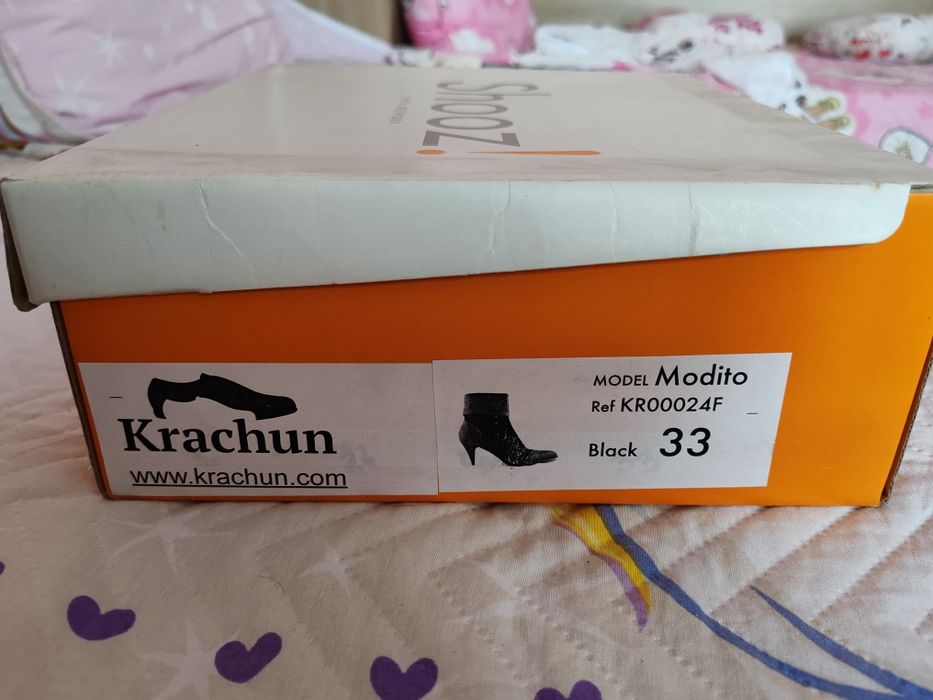 Shooz
Krachun
www.krachun.com
MODEL Modito
Ref KR00024F
Black 33